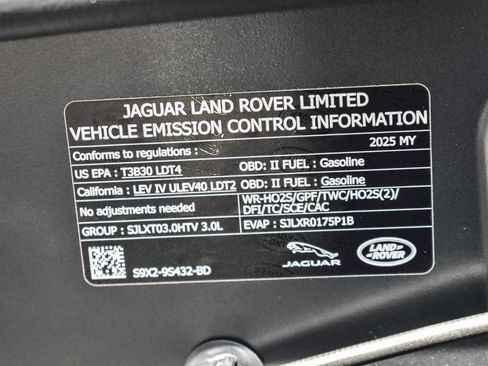 JAGUAR LAND ROVER LIMITED
VEHICLE EMISSION CONTROL INFORMATION
Conforms to regulations: 2025 MY
US EPA : T3B30 LDT4 OBD: II FUEL : Gasoline
California: LEV IV ULEV40 LDT2 OBD: II FUEL : Gasoline
No adjustments needed WR-HO2S/GPF/TWC/HO2S(2)/
DFI/TC/SCE/CAC
GROUP : SJLXT03.0HTV 3.0L EVAP : SJLXR0175P1B
S9X2-9S432-BD
JAGUAR
LAND-
ROVER